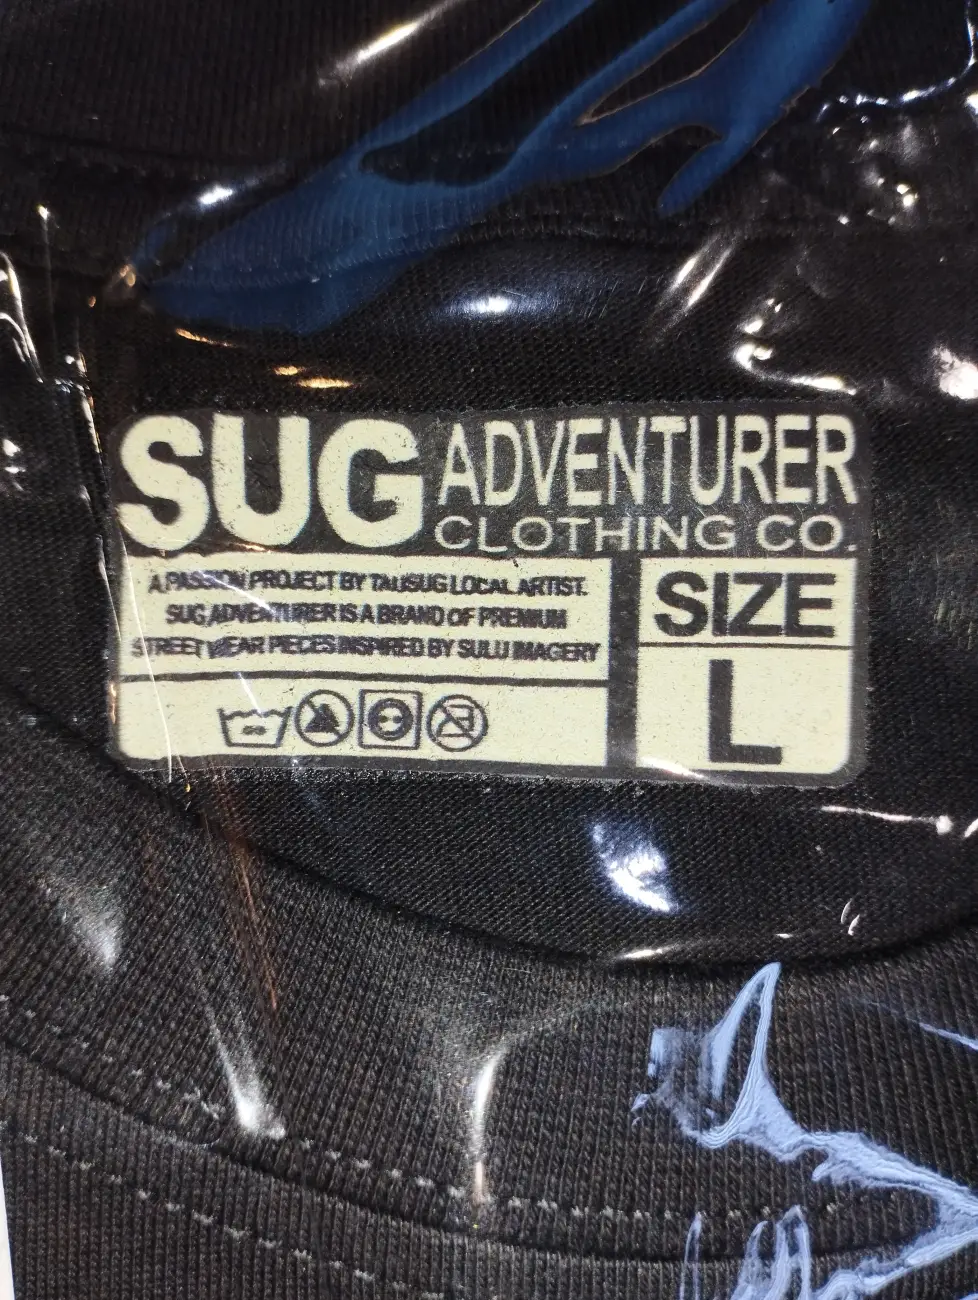 SUG ADVENTURER
CLOTHING CO.
A PASSION PROJECT BY TAUSUG LOCAL ARTIST.
SUG ADVENTURER IS A BRAND OF PREMIUM
STREET WEAR PIECES INSPIRED BY SULU IMAGERY
SIZE
L